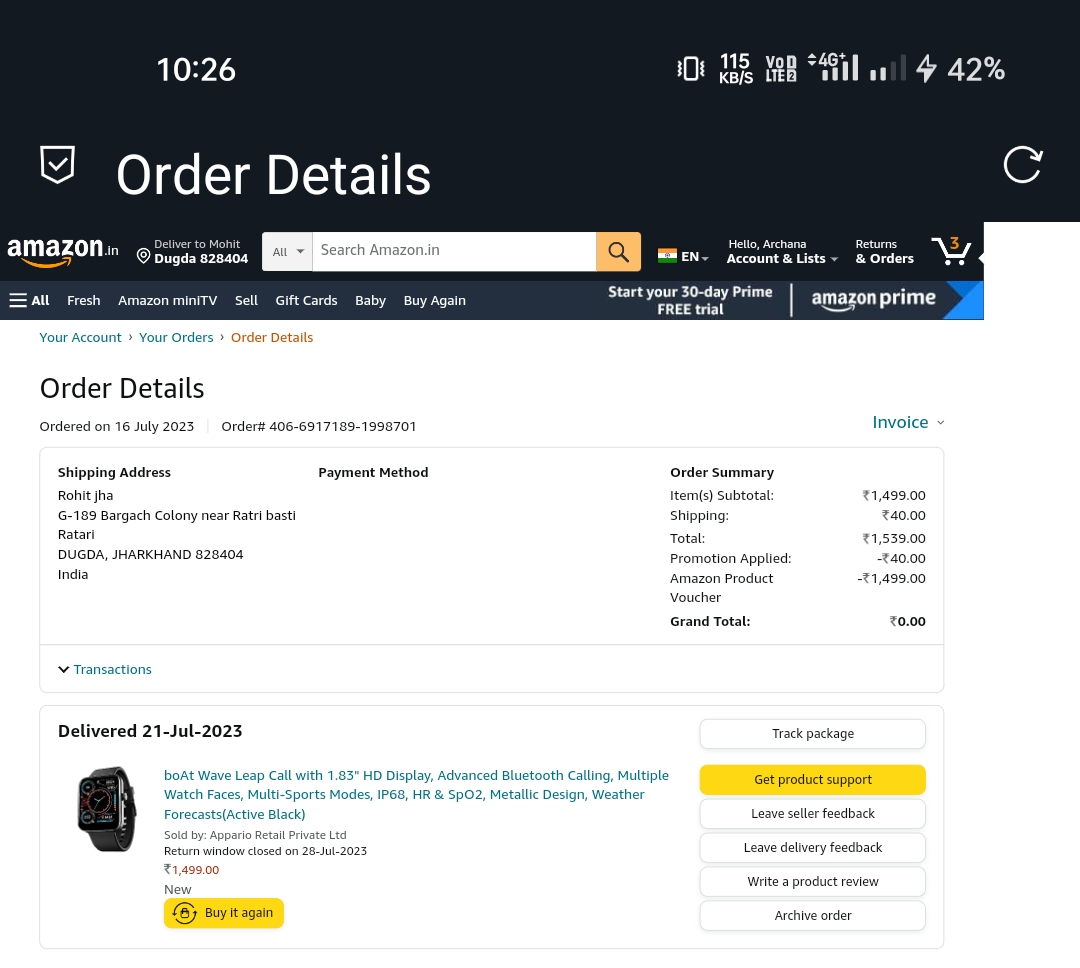 10:26
115
KB/S
VoD
LTE 2
4G+
42%
Order Details
amazon.in
Deliver to Mohit
Dugda 828404
All
Search Amazon.in
EN
Hello, Archana
Account & Lists
Returns
& Orders
3
All
Fresh
Amazon miniTV
Sell
Gift Cards
Baby
Buy Again
Start your 30-day Prime
FREE trial
amazon prime
Your Account › Your Orders › Order Details
Order Details
Ordered on 16 July 2023
Order# 406-6917189-1998701
Invoice
Shipping Address
Rohit jha
G-189 Bargach Colony near Ratri basti
Ratari
DUGDA, JHARKHAND 828404
India
Payment Method
Order Summary
Item(s) Subtotal: ₹1,499.00
Shipping: ₹40.00
Total: ₹1,539.00
Promotion Applied: -₹40.00
Amazon Product -₹1,499.00
Voucher
Grand Total: ₹0.00
Transactions
Delivered 21-Jul-2023
boAt Wave Leap Call with 1.83" HD Display, Advanced Bluetooth Calling, Multiple
Watch Faces, Multi-Sports Modes, IP68, HR & SpO2, Metallic Design, Weather
Forecasts(Active Black)
Sold by: Appario Retail Private Ltd
Return window closed on 28-Jul-2023
₹1,499.00
New
Buy it again
Track package
Get product support
Leave seller feedback
Leave delivery feedback
Write a product review
Archive order